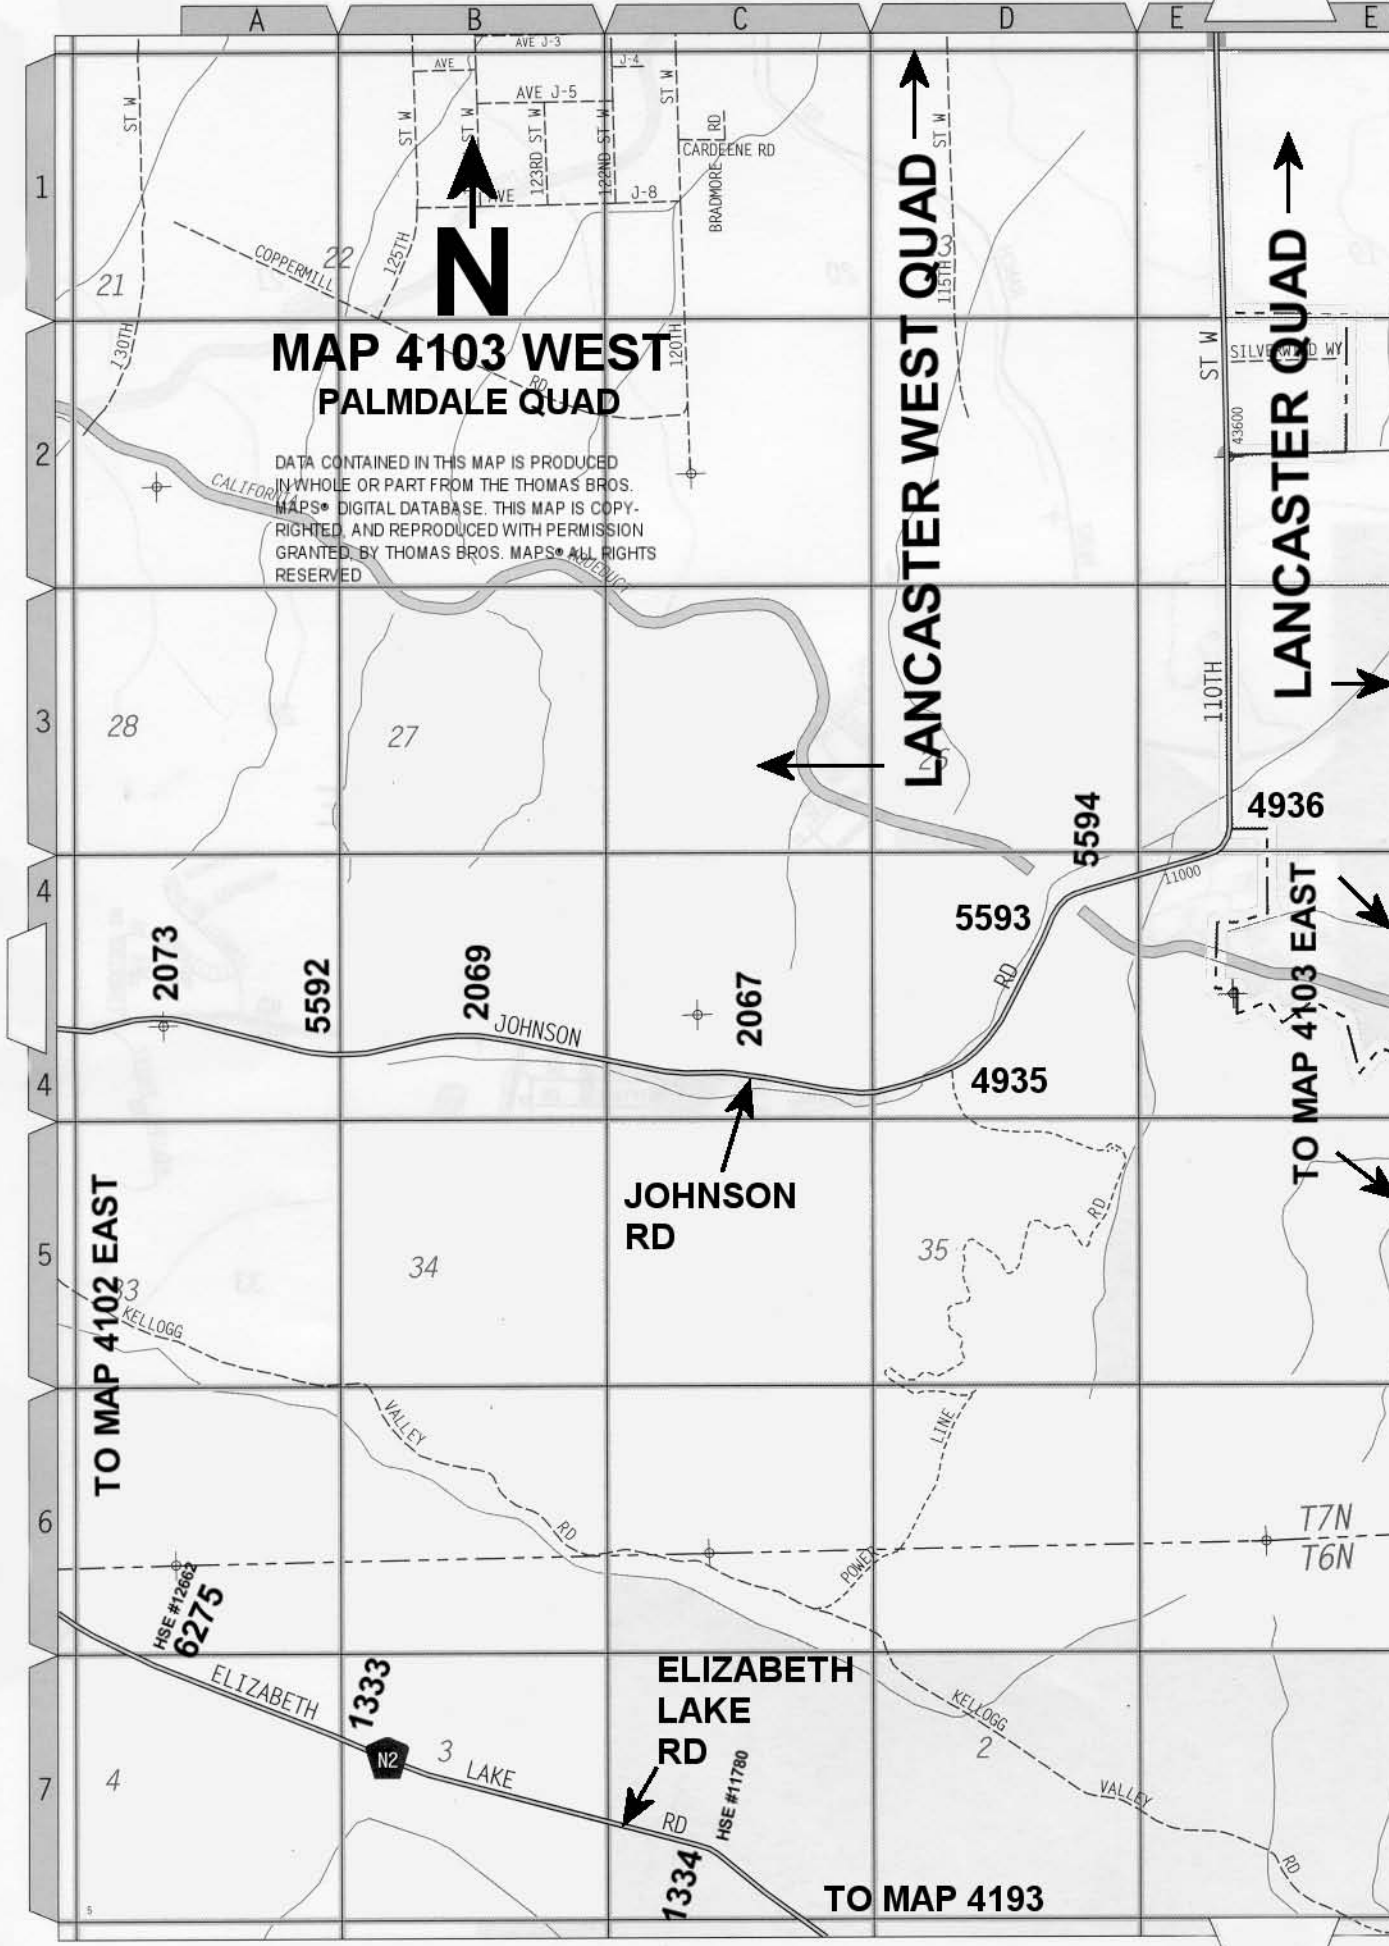 A
B
C
D
E
E
1
2
3
4
4
5
6
7
AVE J-3
AVE
J-4
AVE J-5
ST W
ST W
ST W
123RD ST W
122ND ST W
ST W
RD
CARDEENE RD
BRADMORE
AVE
J-8
125TH
COPPERMILL
22
21
130TH
120TH
RD
N
MAP 4103 WEST
PALMDALE QUAD
DATA CONTAINED IN THIS MAP IS PRODUCED
IN WHOLE OR PART FROM THE THOMAS BROS.
MAPS® DIGITAL DATABASE. THIS MAP IS COPY-
RIGHTED, AND REPRODUCED WITH PERMISSION
GRANTED, BY THOMAS BROS. MAPS® ALL RIGHTS
RESERVED
CALIFORNIA
AQUEDUCT
LANCASTER WEST QUAD
ST W
115TH
LANCASTER QUAD
ST W
SILVERWIND WY
43600
110TH
28
27
26
4936
5594
11000
5593
RD
2073
5592
2069
JOHNSON
2067
4935
TO MAP 4103 EAST
JOHNSON
RD
TO MAP 4102 EAST
33
34
35
RD
KELLOGG
VALLEY
RD
LINE
POWER
T7N
T6N
HSE #12662
6275
ELIZABETH
1333
N2
3
LAKE
4
ELIZABETH
LAKE
RD
HSE #11780
RD
1334
KELLOGG
2
VALLEY
RD
TO MAP 4193
5